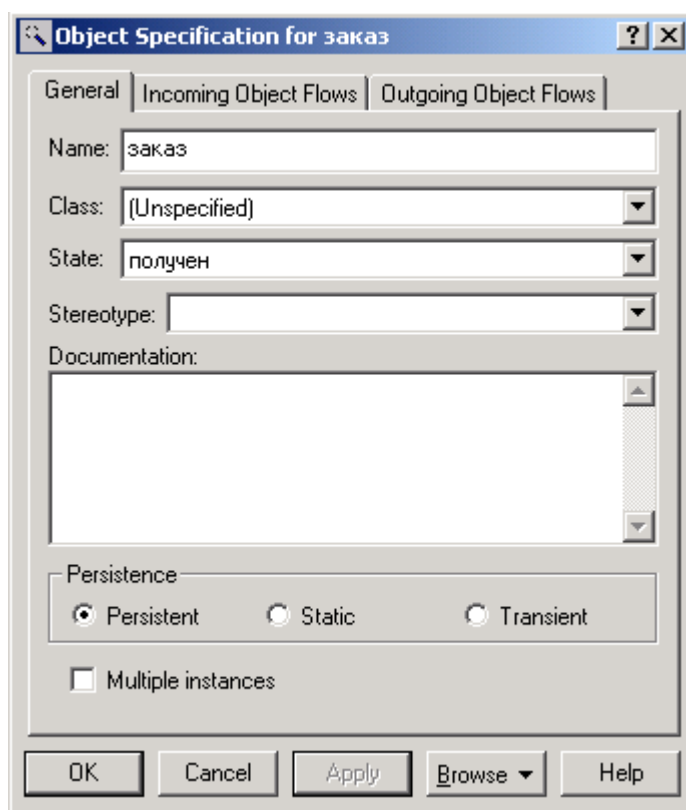 Object Specification for заказ
General Incoming Object Flows Outgoing Object Flows
Name: заказ
Class: (Unspecified)
State: получен
Stereotype:
Documentation:
Persistence
Persistent Static Transient
Multiple instances
OK Cancel Apply Browse Help